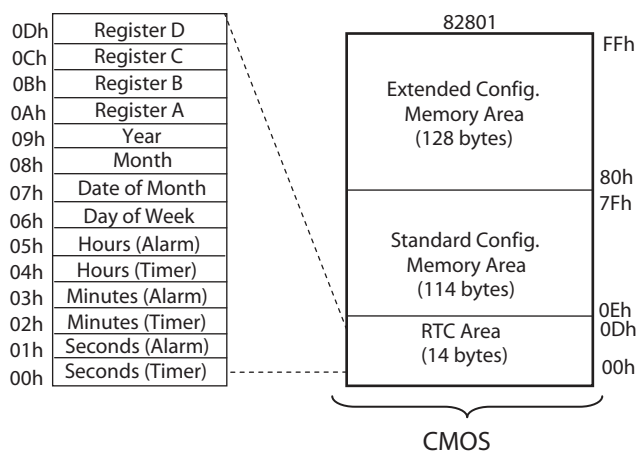 0Dh Register D
0Ch Register C
0Bh Register B
0Ah Register A
09h Year
08h Month
07h Date of Month
06h Day of Week
05h Hours (Alarm)
04h Hours (Timer)
03h Minutes (Alarm)
02h Minutes (Timer)
01h Seconds (Alarm)
00h Seconds (Timer)
82801
FFh
Extended Config.
Memory Area
(128 bytes)
80h
7Fh
Standard Config.
Memory Area
(114 bytes)
0Eh
0Dh
RTC Area
(14 bytes)
00h
CMOS